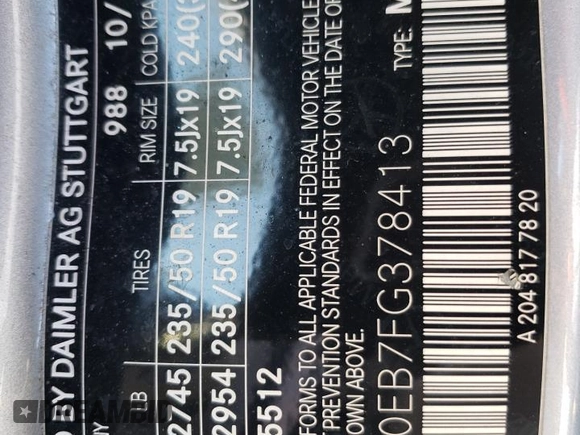 D BY DAIMLER AG STUTTGART
NY 988 10/
LB TIRES RIM SIZE COLD KPA
2745 235/50 R19 7.5Jx19 240(
2954 235/50 R19 7.5Jx19 290(
5512
FORMS TO ALL APPLICABLE FEDERAL MOTOR VEHICLE
T PREVENTION STANDARDS IN EFFECT ON THE DATE OF
OWN ABOVE.
0EB7FG378413 TYPE: M
A 204 817 78 20
DREAMBID